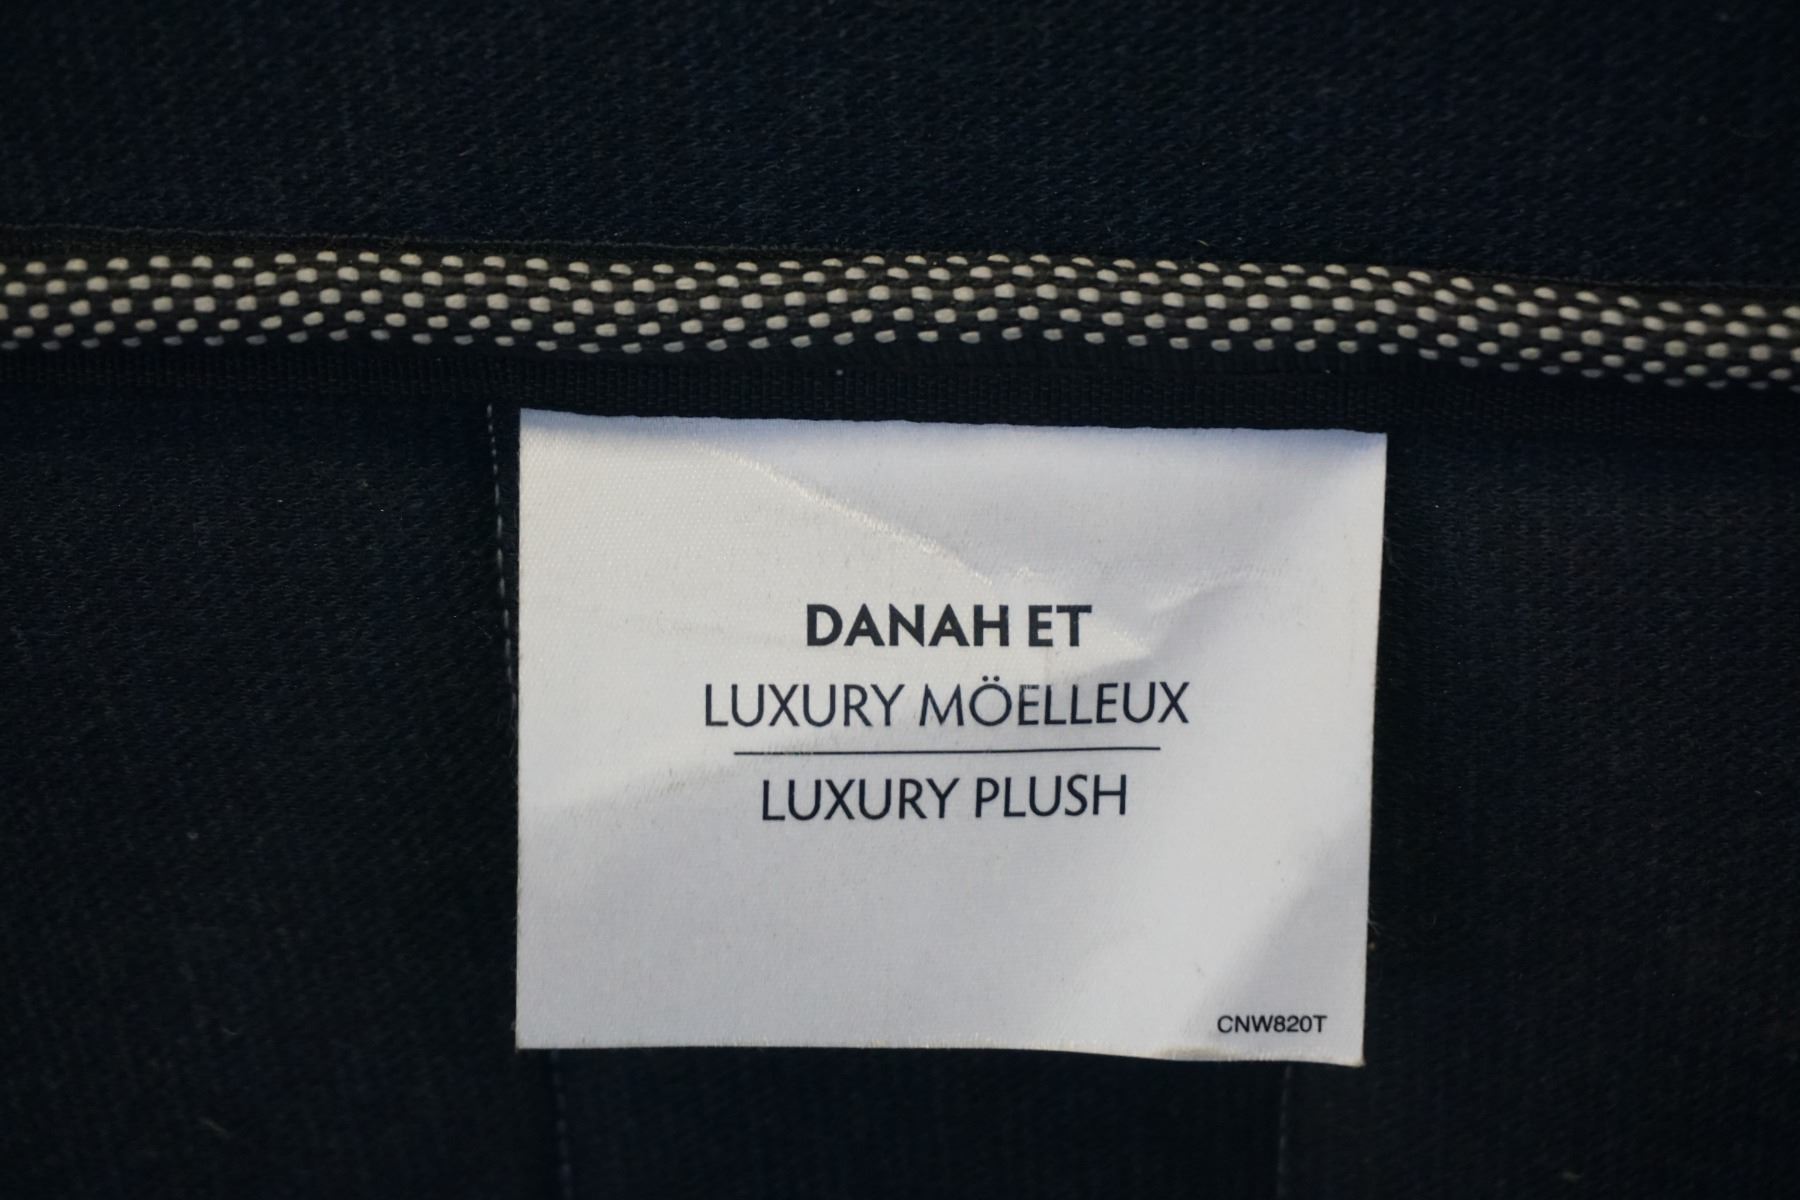 DANAH ET
LUXURY MÖELLEUX
LUXURY PLUSH
CNW820T